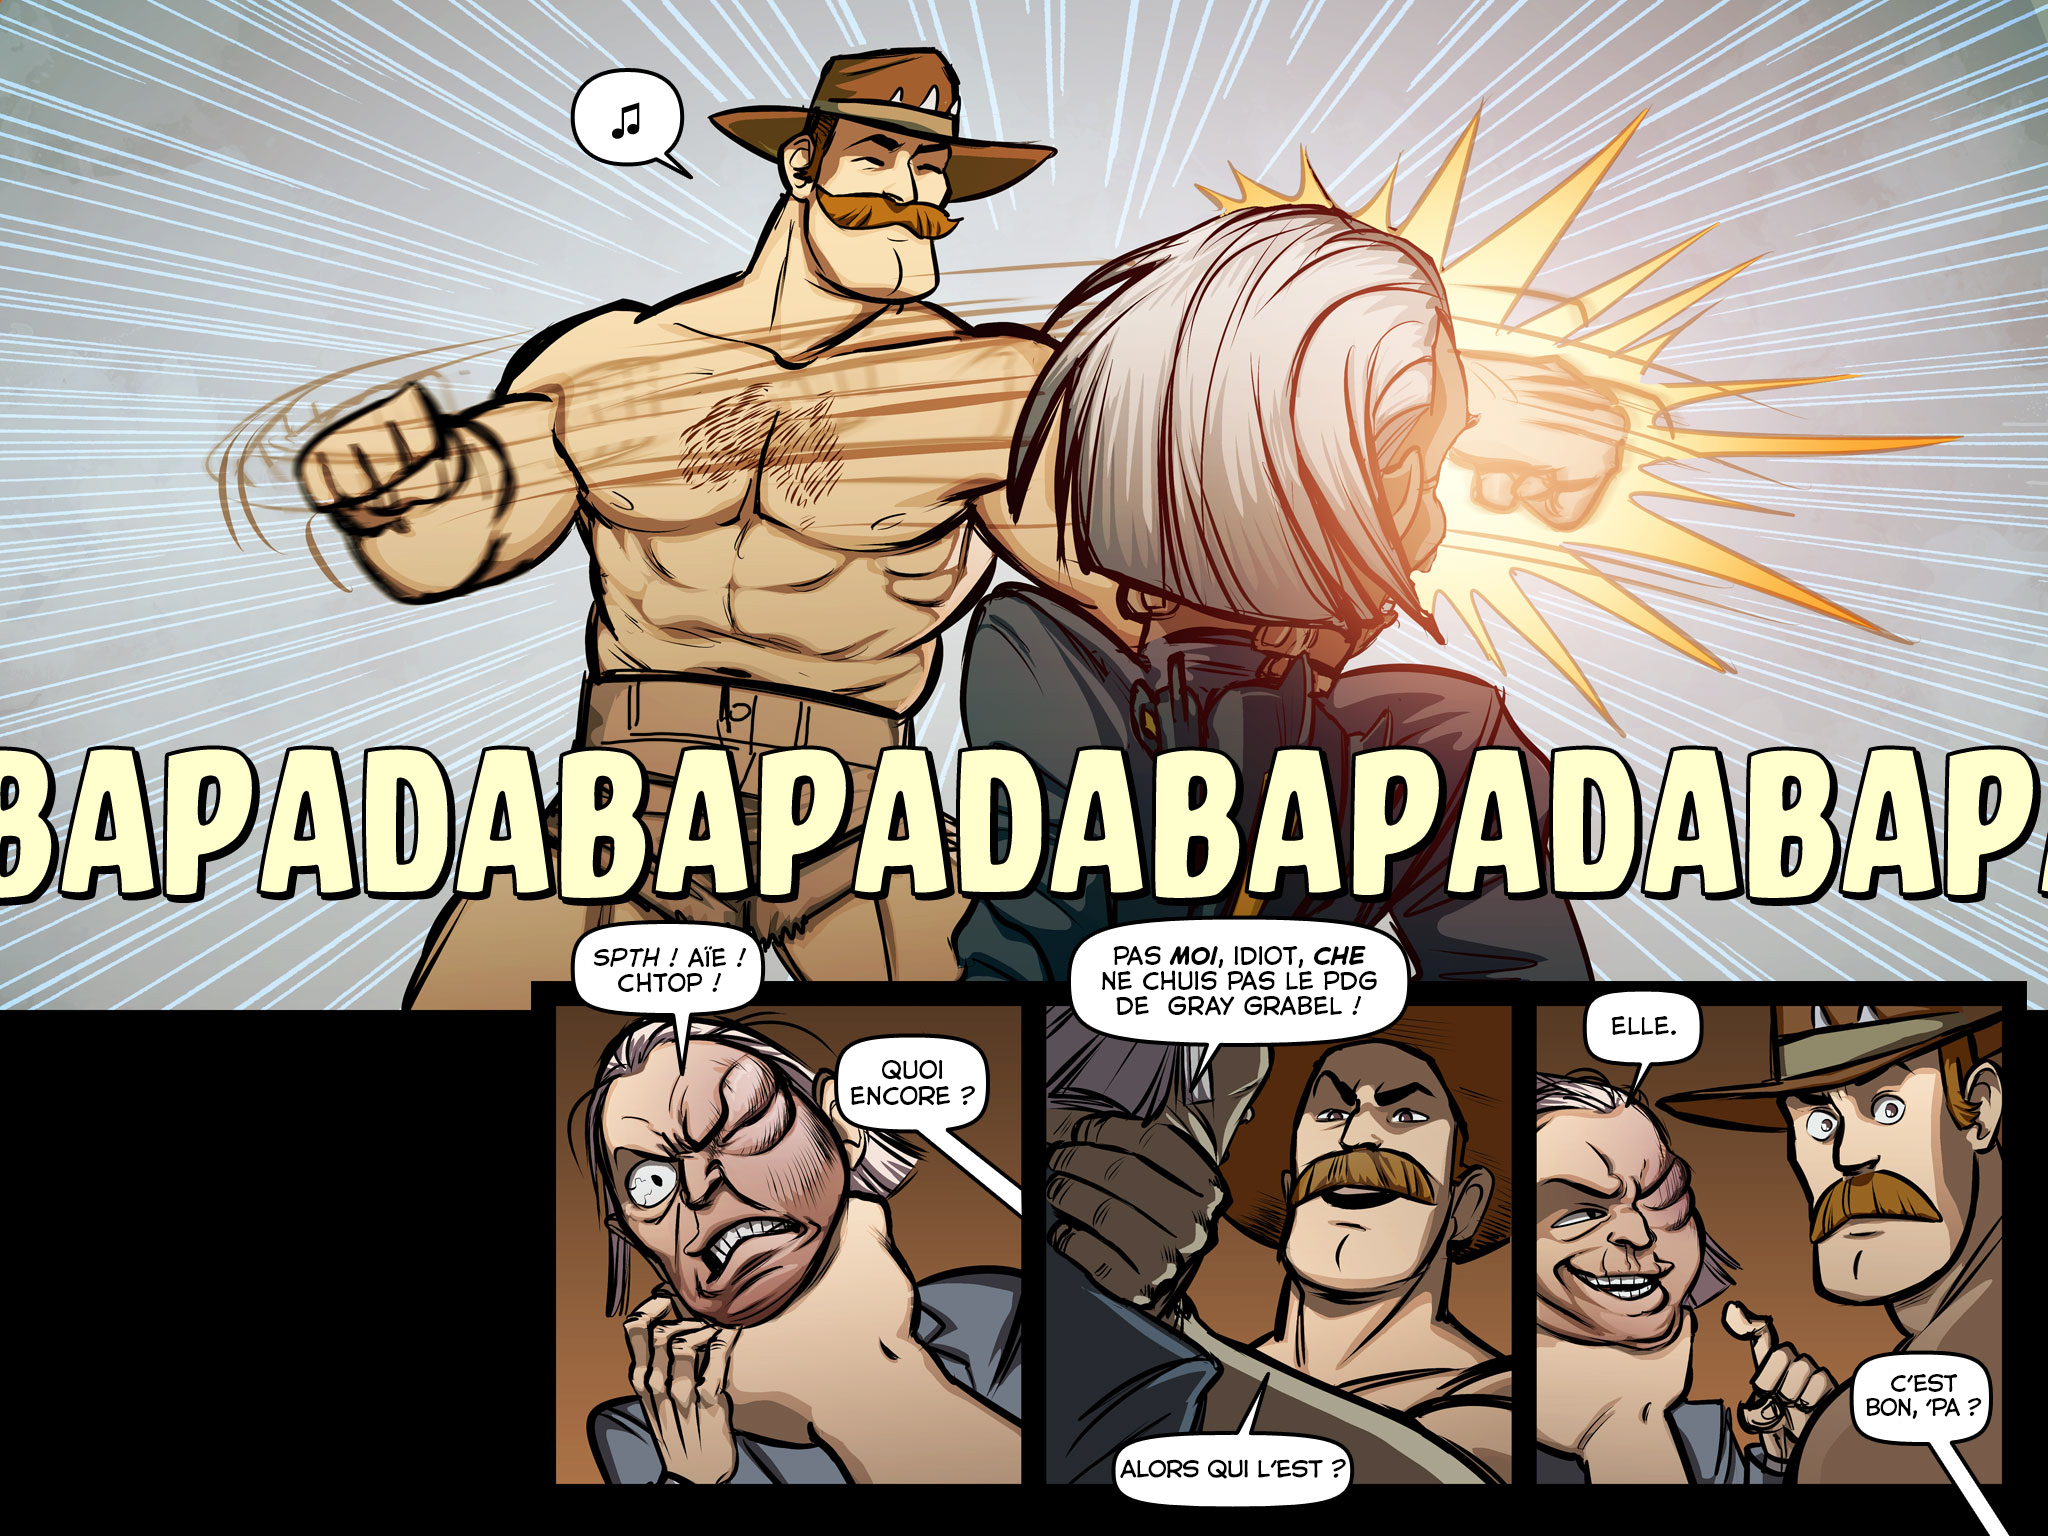 ♫
BAPADABAPADABAPADABAPA
SPTH ! AÏE !
CHTOP !
QUOI
ENCORE ?
PAS MOI, IDIOT, CHE
NE CHUIS PAS LE PDG
DE GRAY GRABEL !
ALORS QUI L'EST ?
ELLE.
C'EST
BON, 'PA ?